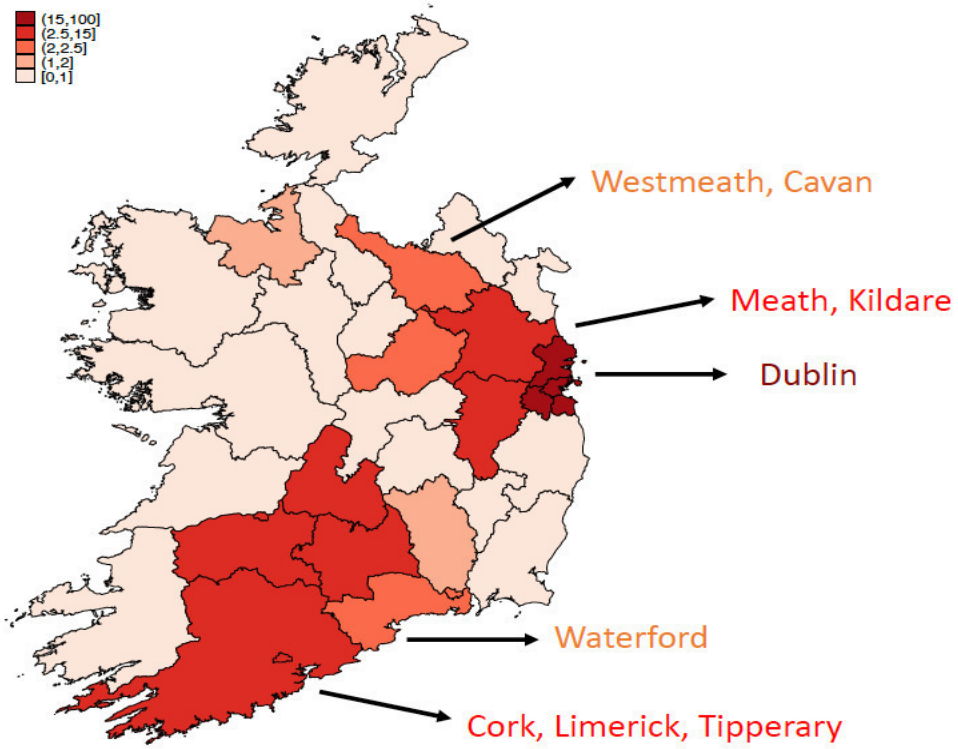 (15,100]
(2.5,15]
(2,2.5]
(1,2]
[0,1]
Westmeath, Cavan
Meath, Kildare
Dublin
Waterford
Cork, Limerick, Tipperary